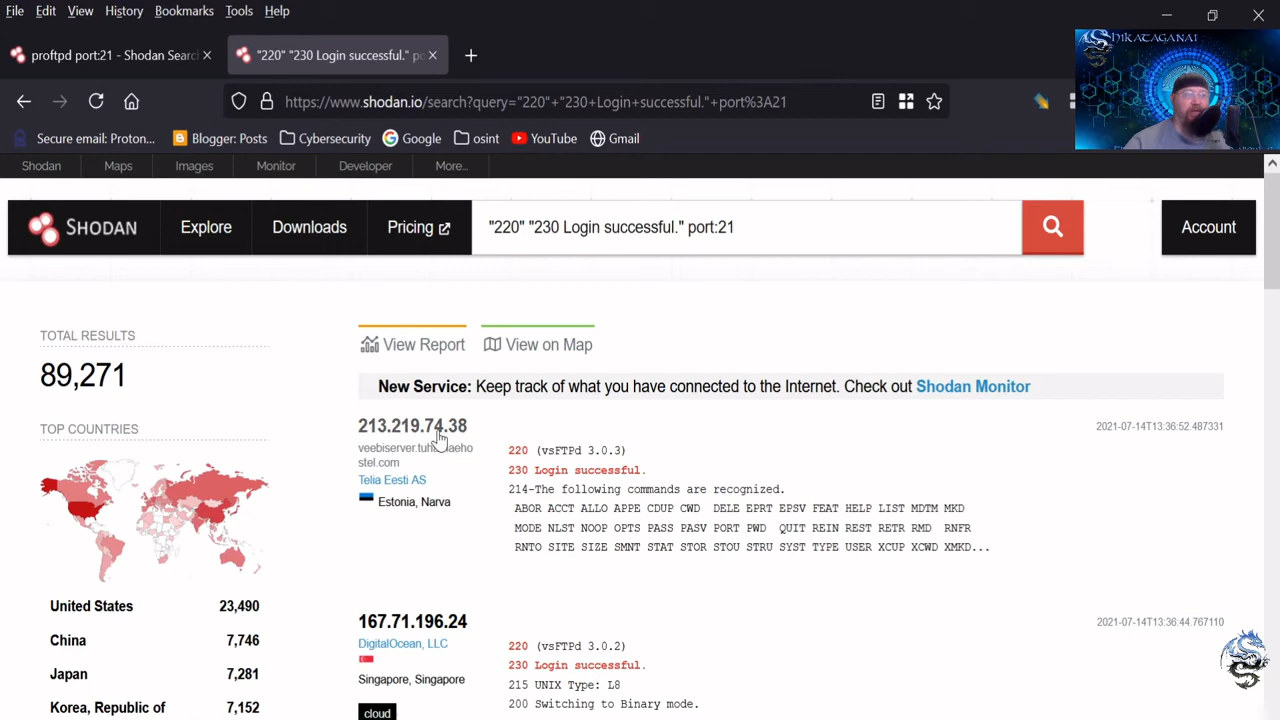 File Edit View History Bookmarks Tools Help
proftpd port:21 - Shodan Searc
"220" "230 Login successful." po
SHIKATAGANAI
https://www.shodan.io/search?query="220"+"230+Login+successful."+port%3A21
Secure email: Proton... Blogger: Posts Cybersecurity Google osint YouTube Gmail
Shodan Maps Images Monitor Developer More...
SHODAN Explore Downloads Pricing "220" "230 Login successful." port:21 Account
TOTAL RESULTS
89,271
TOP COUNTRIES
United States 23,490
China 7,746
Japan 7,281
Korea, Republic of 7,152
View Report View on Map
New Service: Keep track of what you have connected to the Internet. Check out Shodan Monitor
213.219.74.38 2021-07-14T13:36:52.487331
stel.com
Telia Eesti AS
Estonia, Narva
220 (vsFTPd 3.0.3)
230 Login successful.
214-The following commands are recognized.
ABOR ACCT ALLO APPE CDUP CWD DELE EPRT EPSV FEAT HELP LIST MDTM MKD
MODE NLST NOOP OPTS PASS PASV PORT PWD QUIT REIN REST RETR RMD RNFR
RNTO SITE SIZE SMNT STAT STOR STOU STRU SYST TYPE USER XCUP XCWD XMKD...
167.71.196.24 2021-07-14T13:36:44.767110
DigitalOcean, LLC
Singapore, Singapore
cloud
220 (vsFTPd 3.0.2)
230 Login successful.
215 UNIX Type: L8
200 Switching to Binary mode.